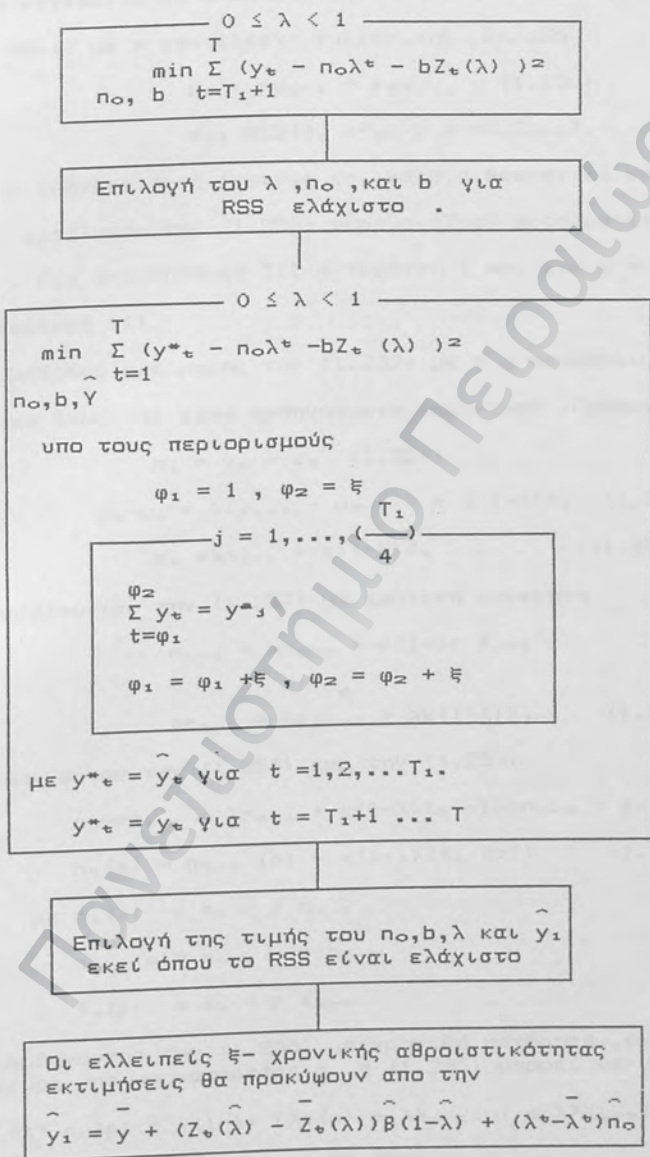 0 ≤ λ < 1
T
min Σ (yₜ - n₀λᵗ - bZₜ(λ) )²
n₀, b t=T₁+1
Επιλογή του λ ,n₀ ,και b για
RSS ελάχιστο .
0 ≤ λ < 1
T
min Σ (y*ₜ - n₀λᵗ -bZₜ (λ) )²
t=1
n₀,b,Ŷ
υπο τους περιορισμούς
φ₁ = 1 , φ₂ = ξ
T₁
j = 1,...,(───)
4
φ₂
Σ yₜ = y*ⱼ
t=φ₁
φ₁ = φ₁ +ξ , φ₂ = φ₂ + ξ
με y*ₜ = ŷₜ για t =1,2,...T₁.
y*ₜ = yₜ για t = T₁+1 ... T
Επιλογή της τιμής του n₀,b,λ και ŷ₁
εκεί όπου το RSS είναι ελάχιστο
Οι ελλειπείς ξ- χρονικής αθροιστικότητας
εκτιμήσεις θα προκύψουν απο την
ŷ₁ = ȳ + (Zₜ(λ̂) - Z̄ₜ(λ))β̂(1-λ̂) + (λᵗ-λ̄ᵗ)n̂₀
Πανεπιστήμιο Πειραιώς